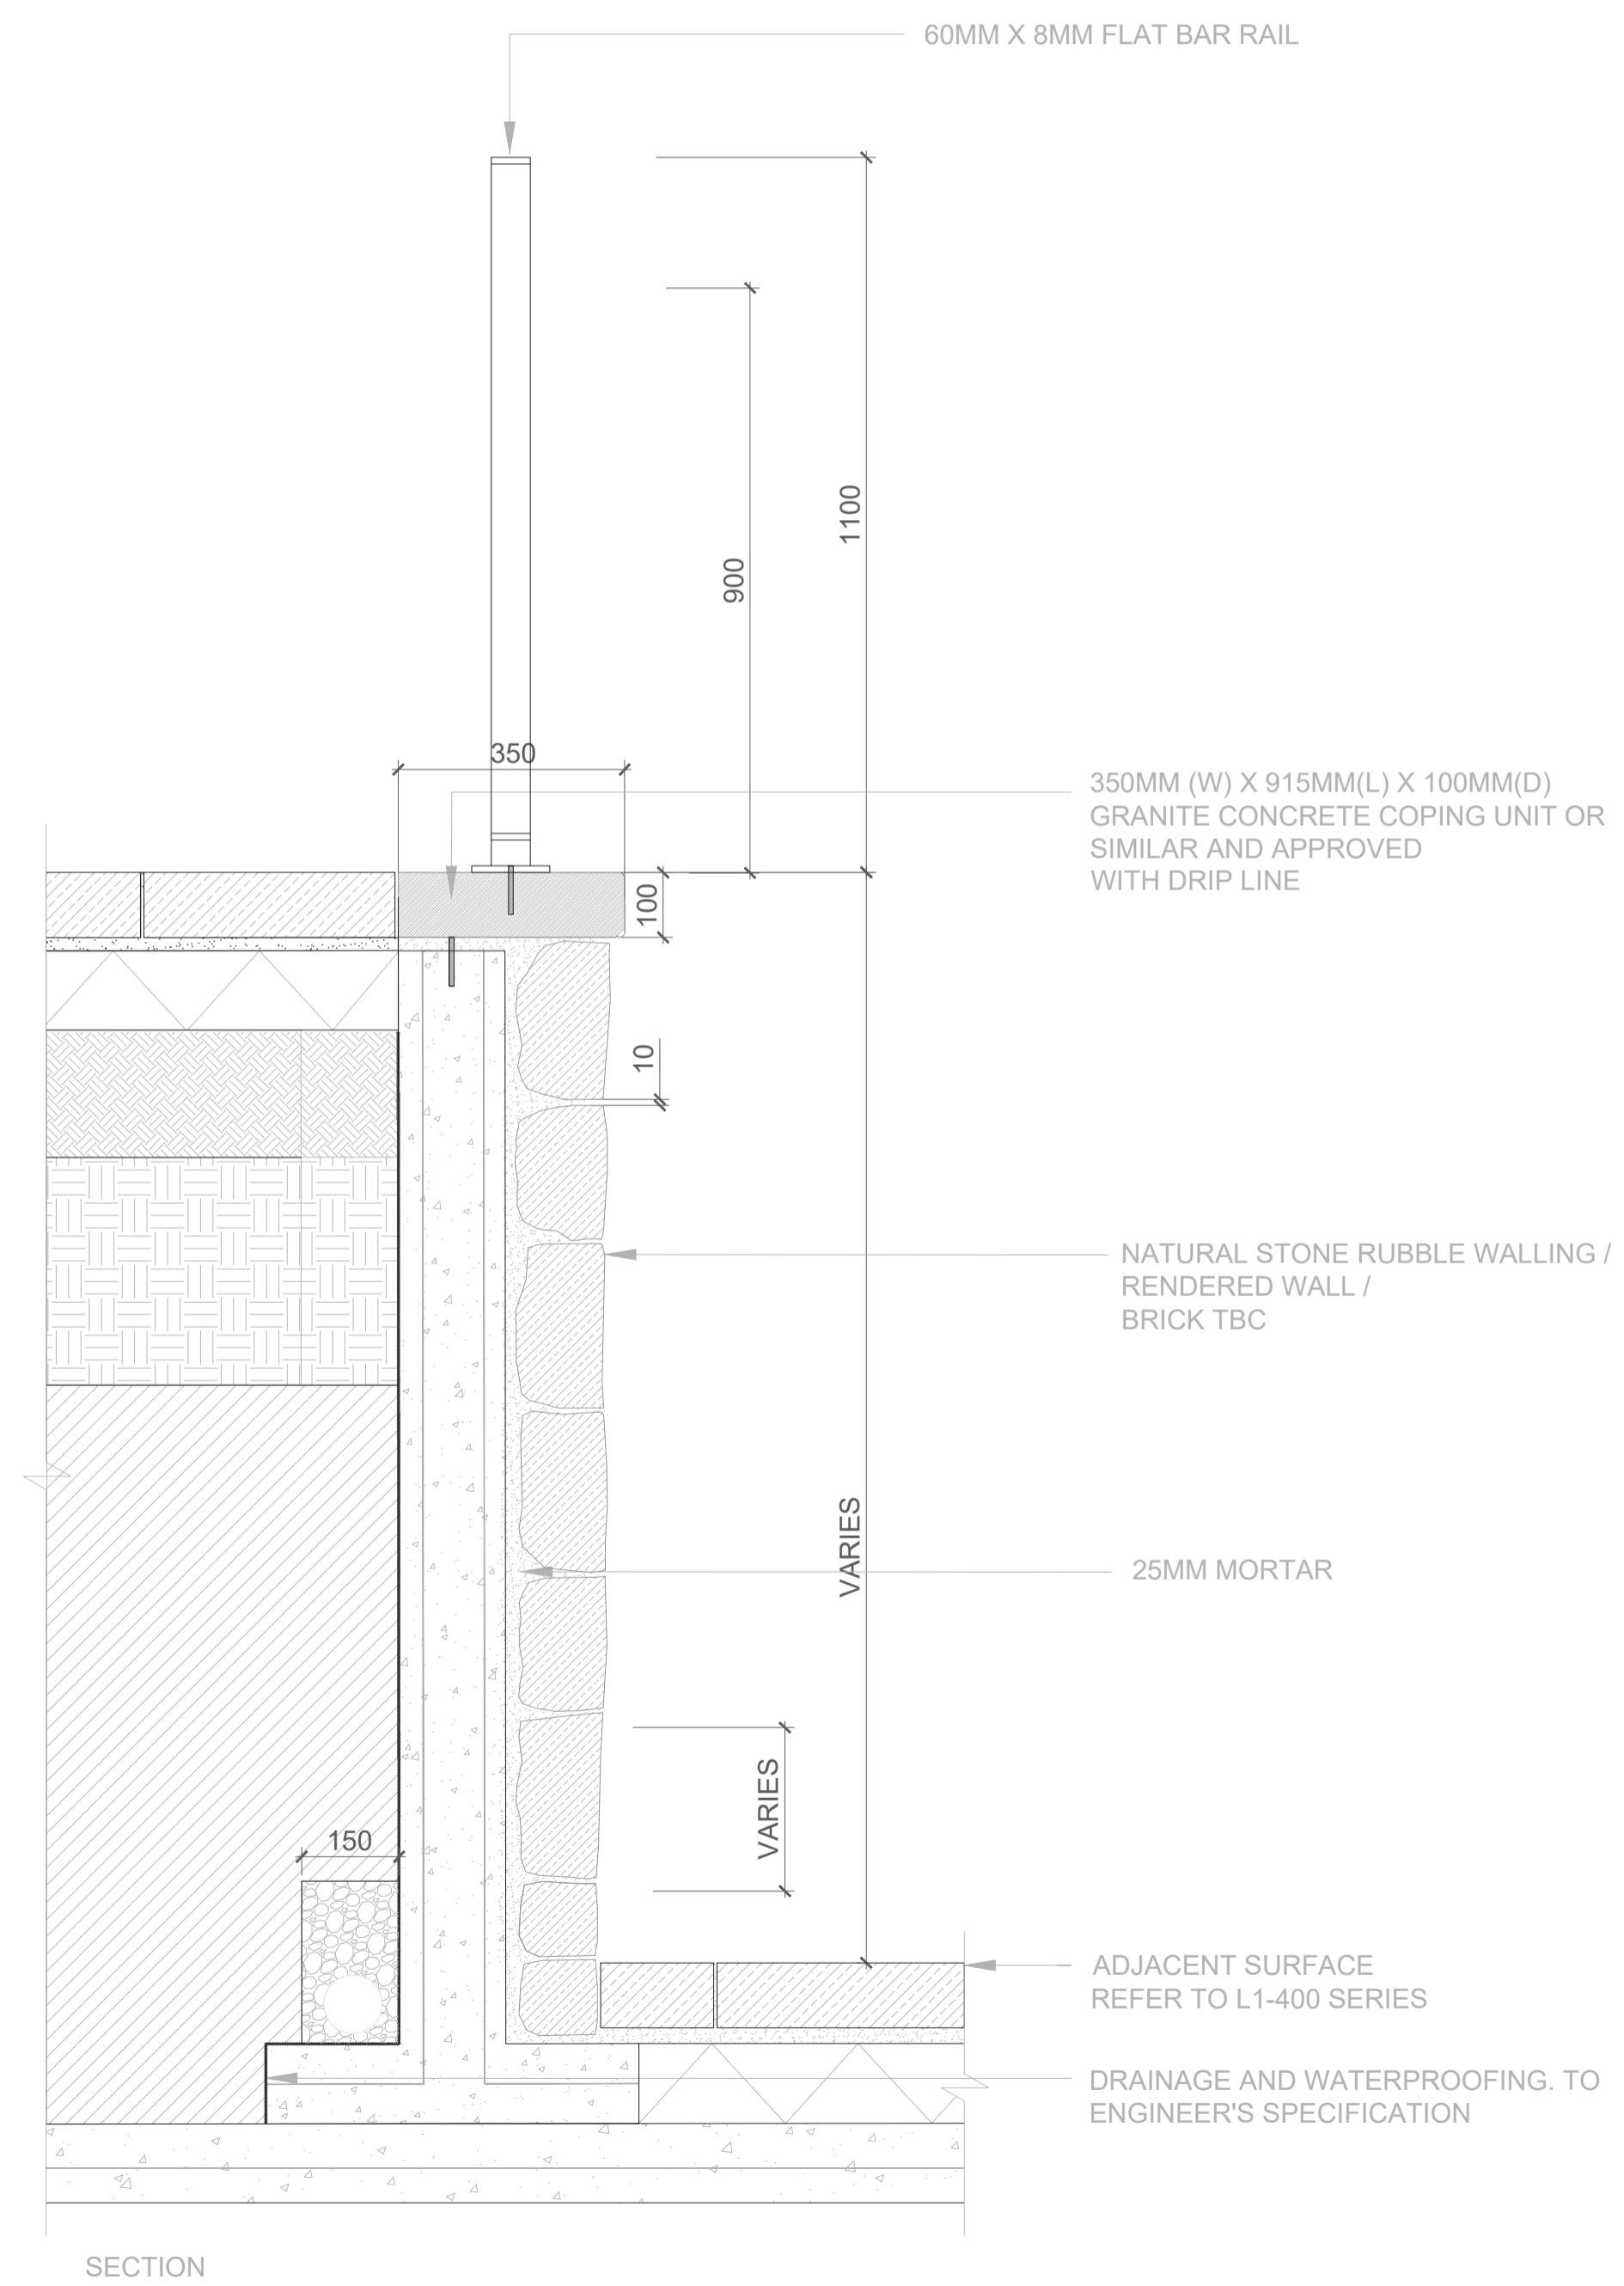 60MM X 8MM FLAT BAR RAIL
1100
900
350
350MM (W) X 915MM(L) X 100MM(D)
GRANITE CONCRETE COPING UNIT OR
SIMILAR AND APPROVED
WITH DRIP LINE
100
10
NATURAL STONE RUBBLE WALLING /
RENDERED WALL /
BRICK TBC
VARIES
25MM MORTAR
VARIES
150
ADJACENT SURFACE
REFER TO L1-400 SERIES
DRAINAGE AND WATERPROOFING. TO
ENGINEER'S SPECIFICATION
SECTION